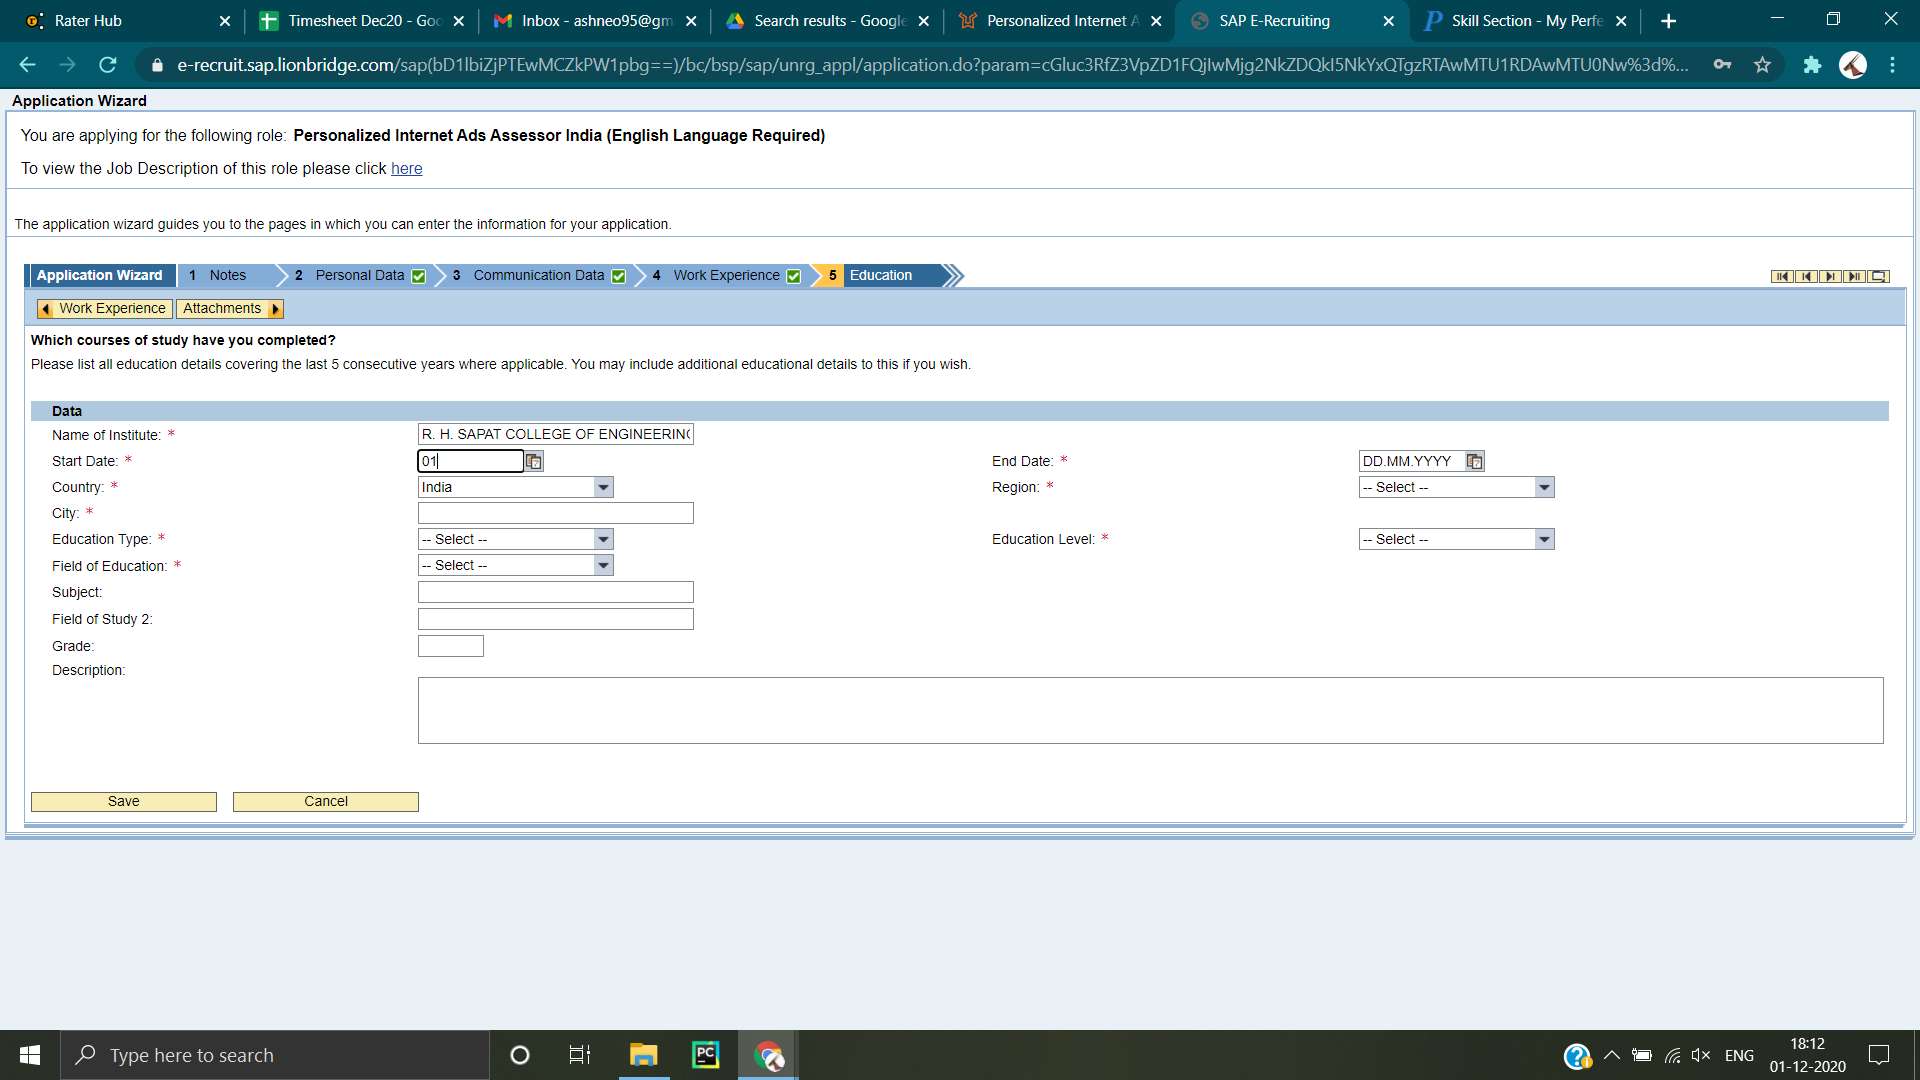 Rater Hub
Timesheet Dec20 - Goo
Inbox - ashneo95@gm
Search results - Google
Personalized Internet A
SAP E-Recruiting
Skill Section - My Perfe
e-recruit.sap.lionbridge.com/sap(bD1lbiZjPTEwMCZkPW1pbg==)/bc/bsp/sap/unrg_appl/application.do?param=cGluc3RfZ3VpZD1FQjIwMjg2NkZDQkI5NkYxQTgzRTAwMTU1RDAwMTU0Nw%3d%...
Application Wizard
You are applying for the following role: Personalized Internet Ads Assessor India (English Language Required)
To view the Job Description of this role please click here
The application wizard guides you to the pages in which you can enter the information for your application.
Application Wizard 1 Notes 2 Personal Data 3 Communication Data 4 Work Experience 5 Education
Work Experience Attachments
Which courses of study have you completed?
Please list all education details covering the last 5 consecutive years where applicable. You may include additional educational details to this if you wish.
Data
Name of Institute: * R. H. SAPAT COLLEGE OF ENGINEERING
Start Date: * 01 End Date: * DD.MM.YYYY
Country: * India Region: * -- Select --
City: *
Education Type: * -- Select -- Education Level: * -- Select --
Field of Education: * -- Select --
Subject:
Field of Study 2:
Grade:
Description:
Save Cancel
Type here to search
PC
ENG
18:12
01-12-2020